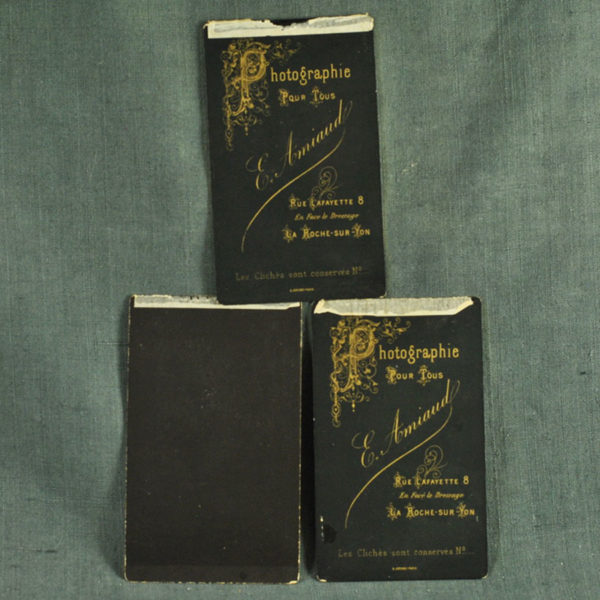 Photographie
Pour Tous
E. Amiaud
Rue Lafayette 8
En Face le Dressage
La Roche-sur-Yon
Les Clichés sont conservés Nº
Photographie
Pour Tous
E. Amiaud
Rue Lafayette 8
En Face le Dressage
La Roche-sur-Yon
Les Clichés sont conservés Nº